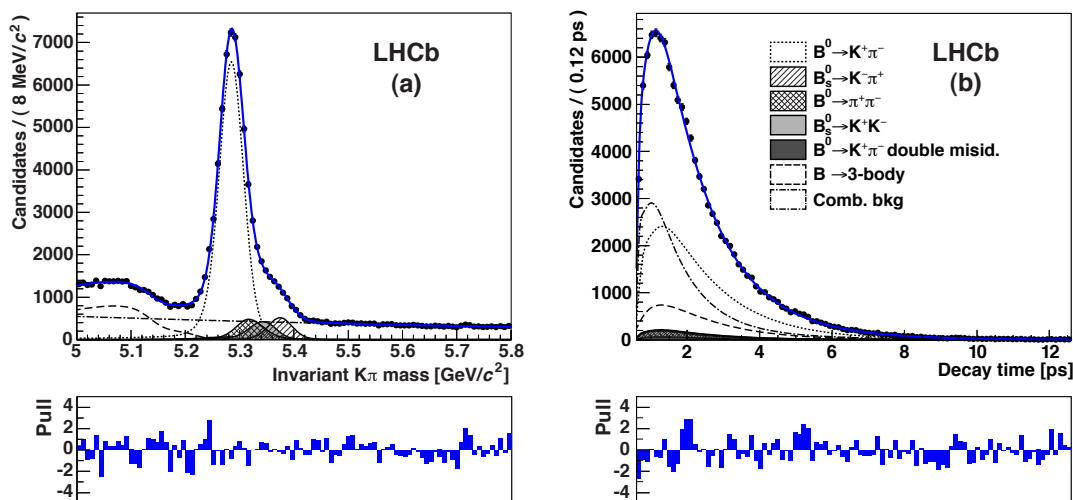 Candidates / ( 8 MeV/c²)
7000
6000
5000
4000
3000
2000
1000
0
LHCb
(a)
5 5.1 5.2 5.3 5.4 5.5 5.6 5.7 5.8
Invariant Kπ mass [GeV/c²]
Pull
4
2
0
-2
-4
Candidates / ( 0.12 ps)
6000
5000
4000
3000
2000
1000
0
LHCb
(b)
B⁰→K⁺π⁻
B⁰ₛ→K⁻π⁺
B⁰→π⁺π⁻
B⁰ₛ→K⁺K⁻
B⁰→K⁺π⁻ double misid.
B→3-body
Comb. bkg
2 4 6 8 10 12
Decay time [ps]
Pull
4
2
0
-2
-4